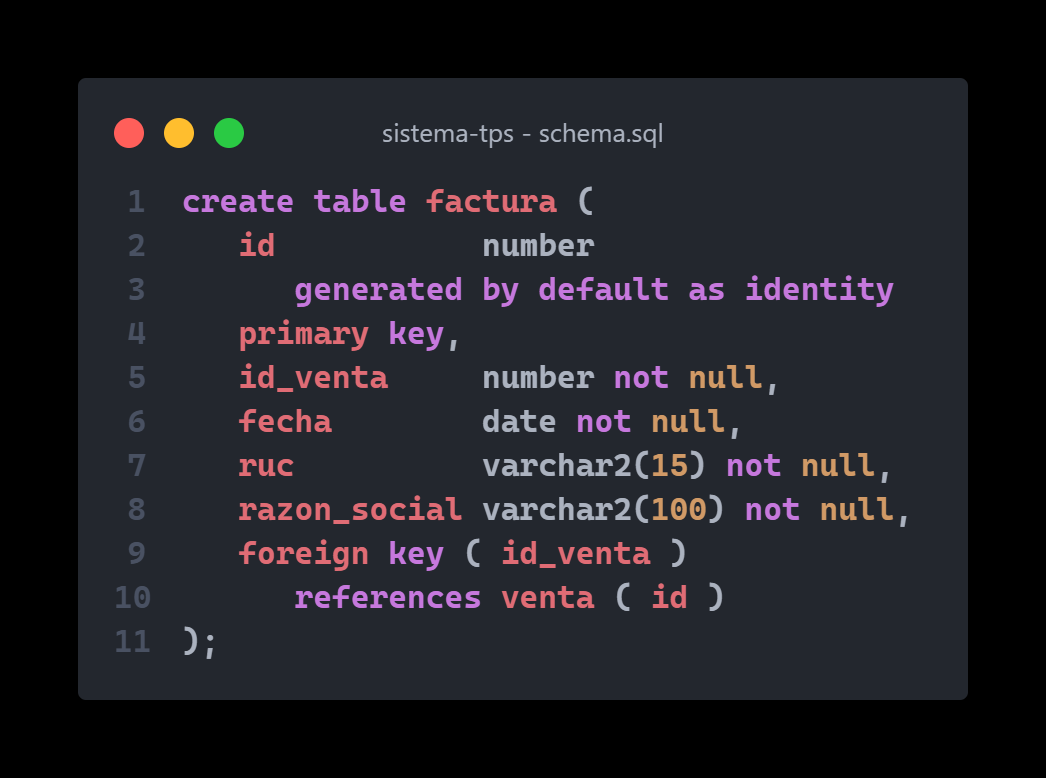 sistema-tps - schema.sql
1 create table factura (
2    id           number
3       generated by default as identity
4    primary key,
5    id_venta     number not null,
6    fecha        date not null,
7    ruc          varchar2(15) not null,
8    razon_social varchar2(100) not null,
9    foreign key ( id_venta )
10       references venta ( id )
11 );